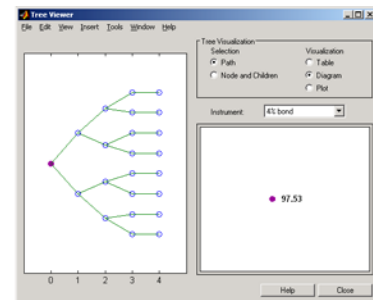 Tree Viewer
File Edit View Insert Tools Window Help
Tree Visualization
Selection
Visualization
Path
Table
Node and Children
Diagram
Plot
Instrument:
4% bond
97.53
0 1 2 3 4
Help
Close